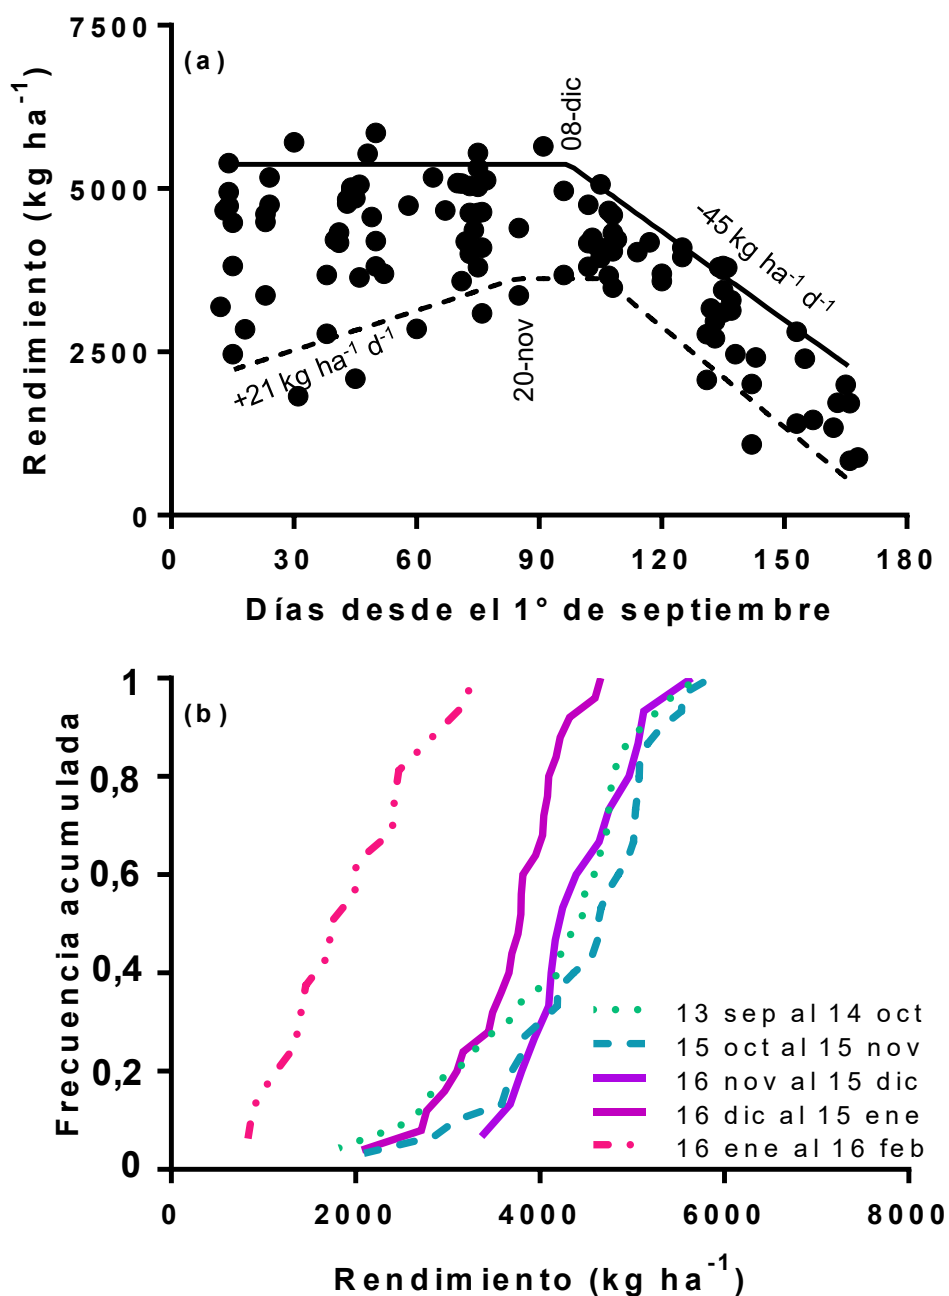 7500
(a)
Rendimiento (kg ha-1)
08-dic
5000
-45 kg ha-1 d-1
2500
+21 kg ha-1 d-1
20-nov
0
0 30 60 90 120 150 180
Días desde el 1° de septiembre
1
(b)
Frecuencia acumulada
0,8
0,6
0,4
0,2
0
13 sep al 14 oct
15 oct al 15 nov
16 nov al 15 dic
16 dic al 15 ene
16 ene al 16 feb
0 2000 4000 6000 8000
Rendimiento (kg ha-1)